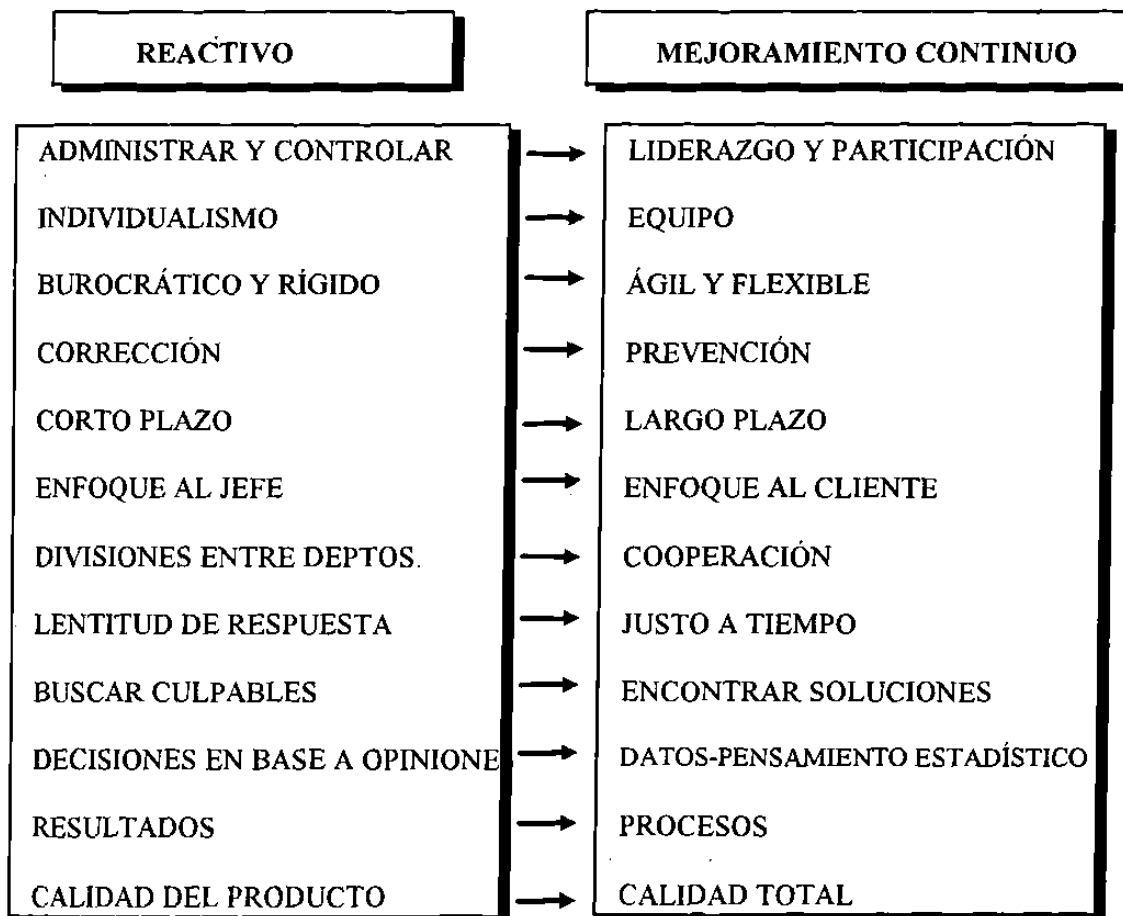 REACTIVO
MEJORAMIENTO CONTINUO
ADMINISTRAR Y CONTROLAR → LIDERAZGO Y PARTICIPACIÓN
INDIVIDUALISMO → EQUIPO
BUROCRÁTICO Y RÍGIDO → ÁGIL Y FLEXIBLE
CORRECCIÓN → PREVENCIÓN
CORTO PLAZO → LARGO PLAZO
ENFOQUE AL JEFE → ENFOQUE AL CLIENTE
DIVISIONES ENTRE DEPTOS. → COOPERACIÓN
LENTITUD DE RESPUESTA → JUSTO A TIEMPO
BUSCAR CULPABLES → ENCONTRAR SOLUCIONES
DECISIONES EN BASE A OPINIONE → DATOS-PENSAMIENTO ESTADÍSTICO
RESULTADOS → PROCESOS
CALIDAD DEL PRODUCTO → CALIDAD TOTAL